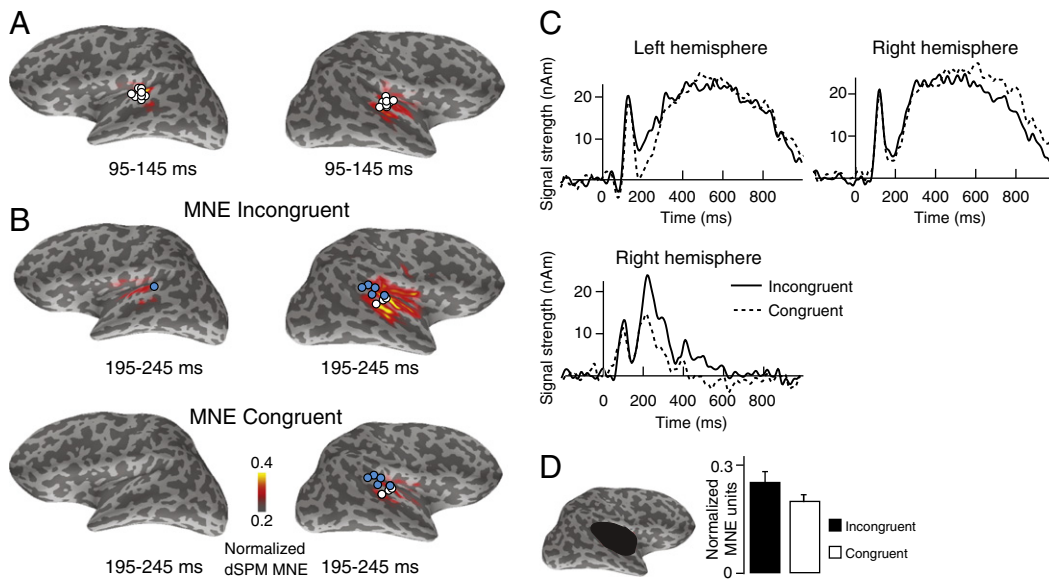 A
95-145 ms
95-145 ms
B
MNE Incongruent
195-245 ms
195-245 ms
MNE Congruent
0.4
0.2
Normalized
dSPM MNE
195-245 ms
195-245 ms
C
Left hemisphere
Signal strength (nAm)
20
10
0 200 400 600 800
Time (ms)
Right hemisphere
20
10
0 200 400 600 800
Time (ms)
Right hemisphere
Signal strength (nAm)
20
10
0 200 400 600 800
Time (ms)
Incongruent
Congruent
D
Normalized
MNE units
0.3
0
Incongruent
Congruent